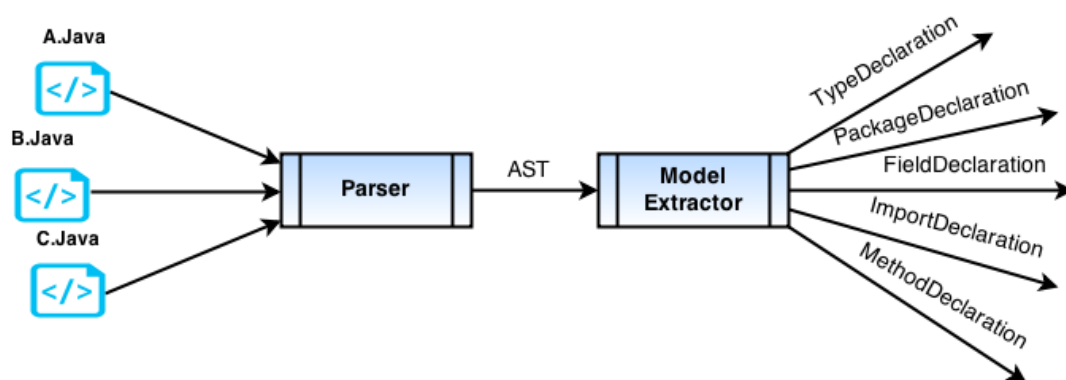 A.Java
</>
B.Java
</>
C.Java
</>
Parser
AST
Model
Extractor
TypeDeclaration
PackageDeclaration
FieldDeclaration
ImportDeclaration
MethodDeclaration